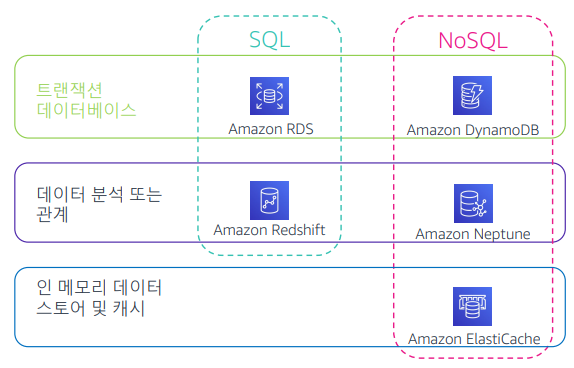 SQL
NoSQL
트랜잭션
데이터베이스
Amazon RDS
Amazon DynamoDB
데이터 분석 또는
관계
Amazon Redshift
Amazon Neptune
인 메모리 데이터
스토어 및 캐시
Amazon ElastiCache